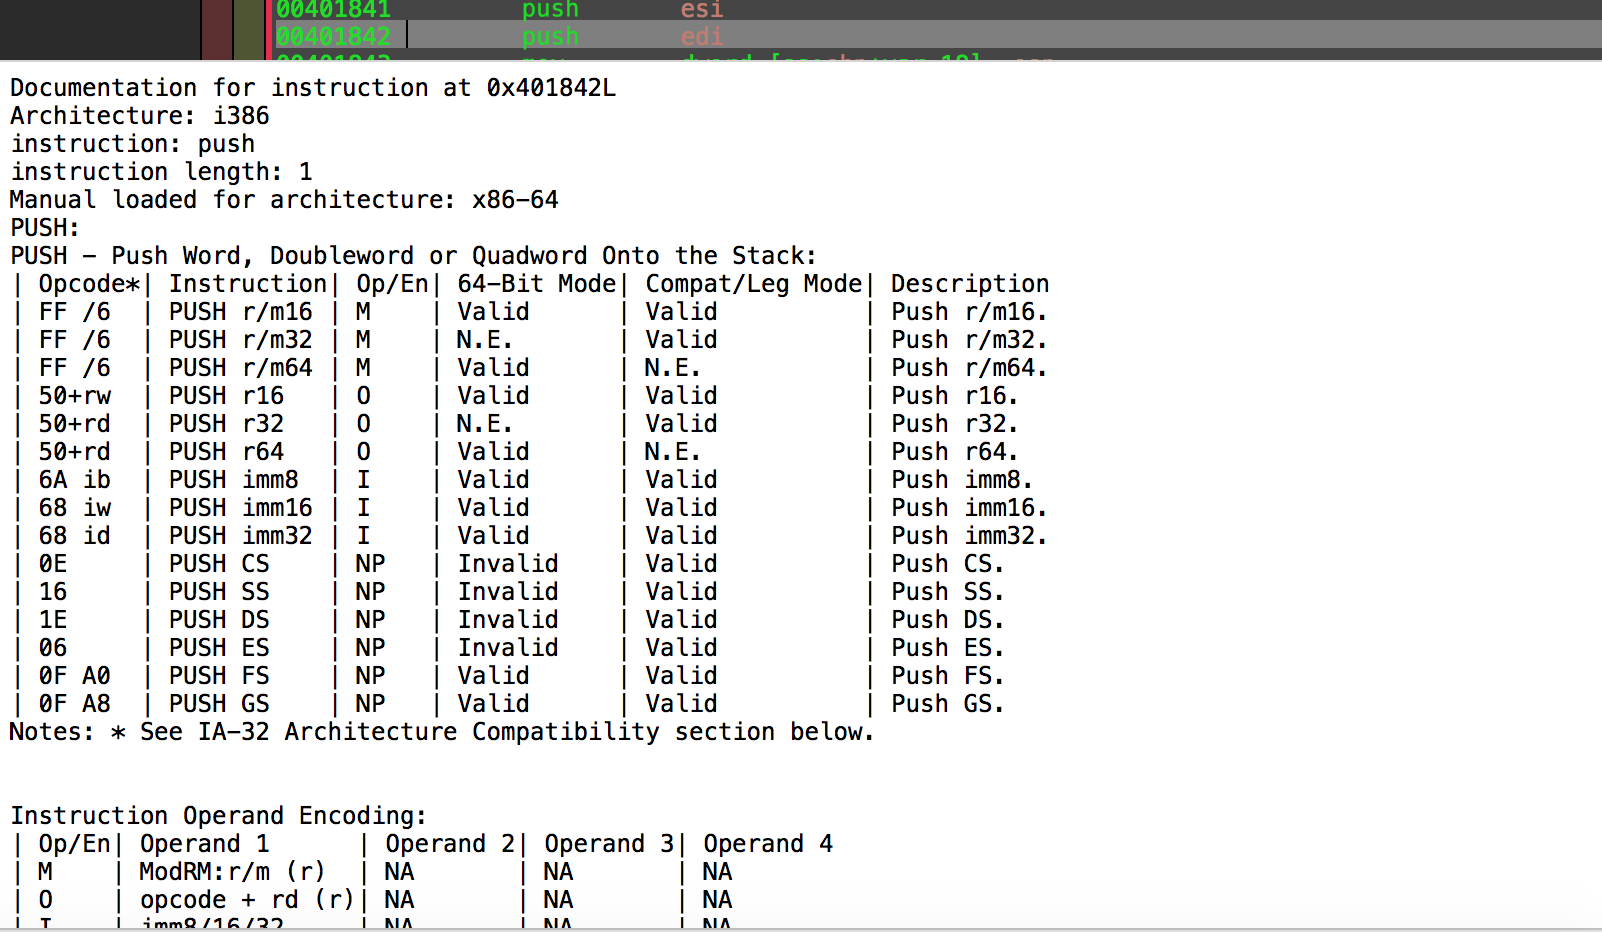 00401841 push esi
00401842 push edi
Documentation for instruction at 0x401842L
Architecture: i386
instruction: push
instruction length: 1
Manual loaded for architecture: x86-64
PUSH:
PUSH - Push Word, Doubleword or Quadword Onto the Stack:
| Opcode*| Instruction| Op/En| 64-Bit Mode| Compat/Leg Mode| Description
| FF /6 | PUSH r/m16 | M | Valid | Valid | Push r/m16.
| FF /6 | PUSH r/m32 | M | N.E. | Valid | Push r/m32.
| FF /6 | PUSH r/m64 | M | Valid | N.E. | Push r/m64.
| 50+rw | PUSH r16 | O | Valid | Valid | Push r16.
| 50+rd | PUSH r32 | O | N.E. | Valid | Push r32.
| 50+rd | PUSH r64 | O | Valid | N.E. | Push r64.
| 6A ib | PUSH imm8 | I | Valid | Valid | Push imm8.
| 68 iw | PUSH imm16 | I | Valid | Valid | Push imm16.
| 68 id | PUSH imm32 | I | Valid | Valid | Push imm32.
| 0E | PUSH CS | NP | Invalid | Valid | Push CS.
| 16 | PUSH SS | NP | Invalid | Valid | Push SS.
| 1E | PUSH DS | NP | Invalid | Valid | Push DS.
| 06 | PUSH ES | NP | Invalid | Valid | Push ES.
| 0F A0 | PUSH FS | NP | Valid | Valid | Push FS.
| 0F A8 | PUSH GS | NP | Valid | Valid | Push GS.
Notes: * See IA-32 Architecture Compatibility section below.
Instruction Operand Encoding:
| Op/En| Operand 1 | Operand 2| Operand 3| Operand 4
| M | ModRM:r/m (r) | NA | NA | NA
| O | opcode + rd (r)| NA | NA | NA
| I | imm8/16/32 | NA | NA | NA